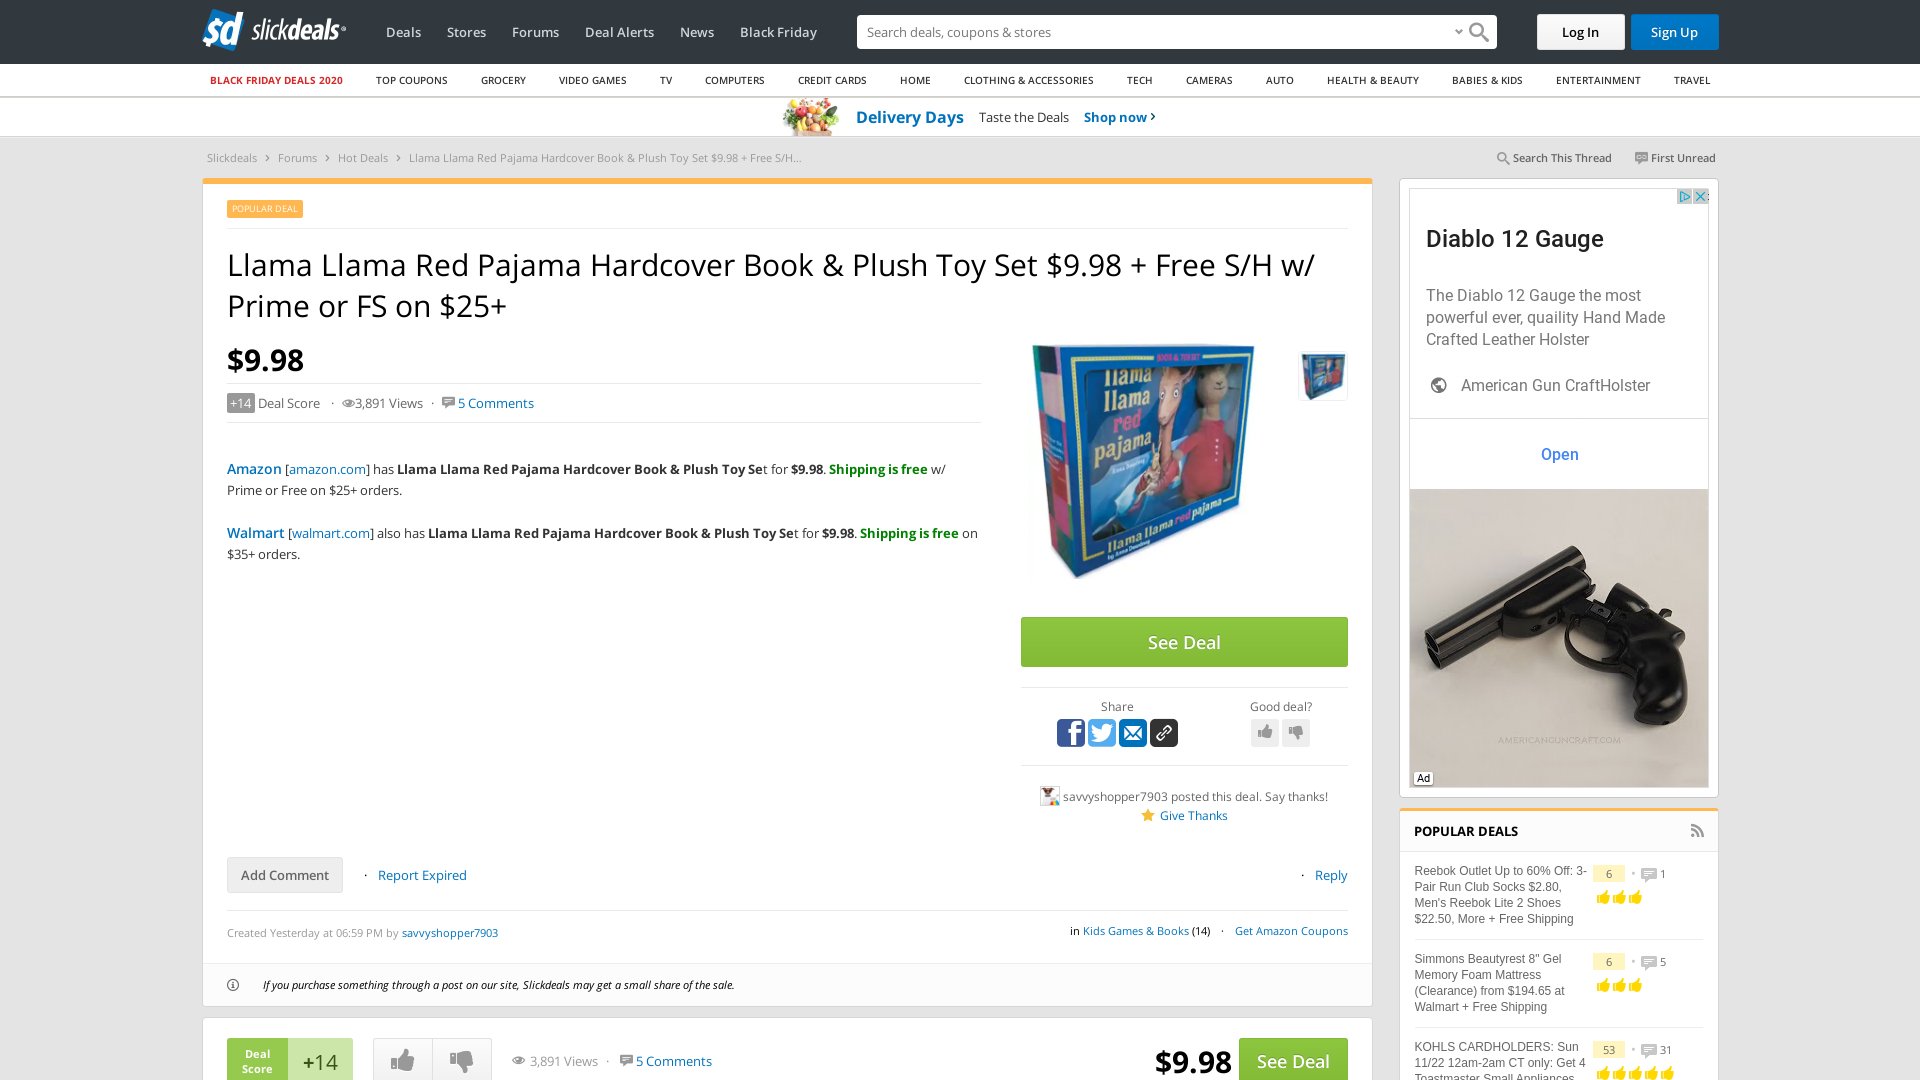 sd slickdeals Deals Stores Forums Deal Alerts News Black Friday Search deals, coupons & shops Log In Sign Up
BLACK FRIDAY DEALS 2020 TOP COUPONS GROCERY VIDEO GAMES TV COMPUTERS CREDIT CARDS HOME CLOTHING & ACCESSORIES TECH CAMERAS AUTO HEALTH & BEAUTY BABIES & KIDS ENTERTAINMENT TRAVEL
Delivery Days Taste the Deals Shop now
Slickdeals Forums Hot Deals Llama Llama Red Pajama Hardcover Book & Plush Toy Set $9.98 + Free S/H... Search This Thread First Unread
POPULAR DEAL
Llama Llama Red Pajama Hardcover Book & Plush Toy Set $9.98 + Free S/H w/
Prime or FS on $25+
$9.98
+14 Deal Score · 3,891 Views · 5 Comments
Amazon [amazon.com] has Llama Llama Red Pajama Hardcover Book & Plush Toy Set for $9.98. Shipping is free w/
Prime or Free on $25+ orders.
Walmart [walmart.com] also has Llama Llama Red Pajama Hardcover Book & Plush Toy Set for $9.98. Shipping is free on
$35+ orders.
BOOK & TOY SET
llama
llama
red
pajama
llama llama red pajama
See Deal
Share Good deal?
savvyshopper7903 posted this deal. Say thanks!
Give Thanks
Add Comment · Report Expired · Reply
Created Yesterday at 06:59 PM by savvyshopper7903 in Kids Games & Books (14) · Get Amazon Coupons
If you purchase something through a post on our site, Slickdeals may get a small share of the sale.
Deal
Score
+14 3,891 Views · 5 Comments $9.98 See Deal
Diablo 12 Gauge
The Diablo 12 Gauge the most
powerful ever, quaility Hand Made
Crafted Leather Holster
American Gun CraftHolster
Open
AMERICANGUNCRAFT.COM
Ad
POPULAR DEALS
Reebok Outlet Up to 60% Off: 3- 6 • 1
Pair Run Club Socks $2.80,
Men's Reebok Lite 2 Shoes
$22.50, More + Free Shipping
Simmons Beautyrest 8" Gel 6 • 5
Memory Foam Mattress
(Clearance) from $194.65 at
Walmart + Free Shipping
KOHLS CARDHOLDERS: Sun 53 • 31
11/22 12am-2am CT only: Get 4
Toastmaster Small Appliances